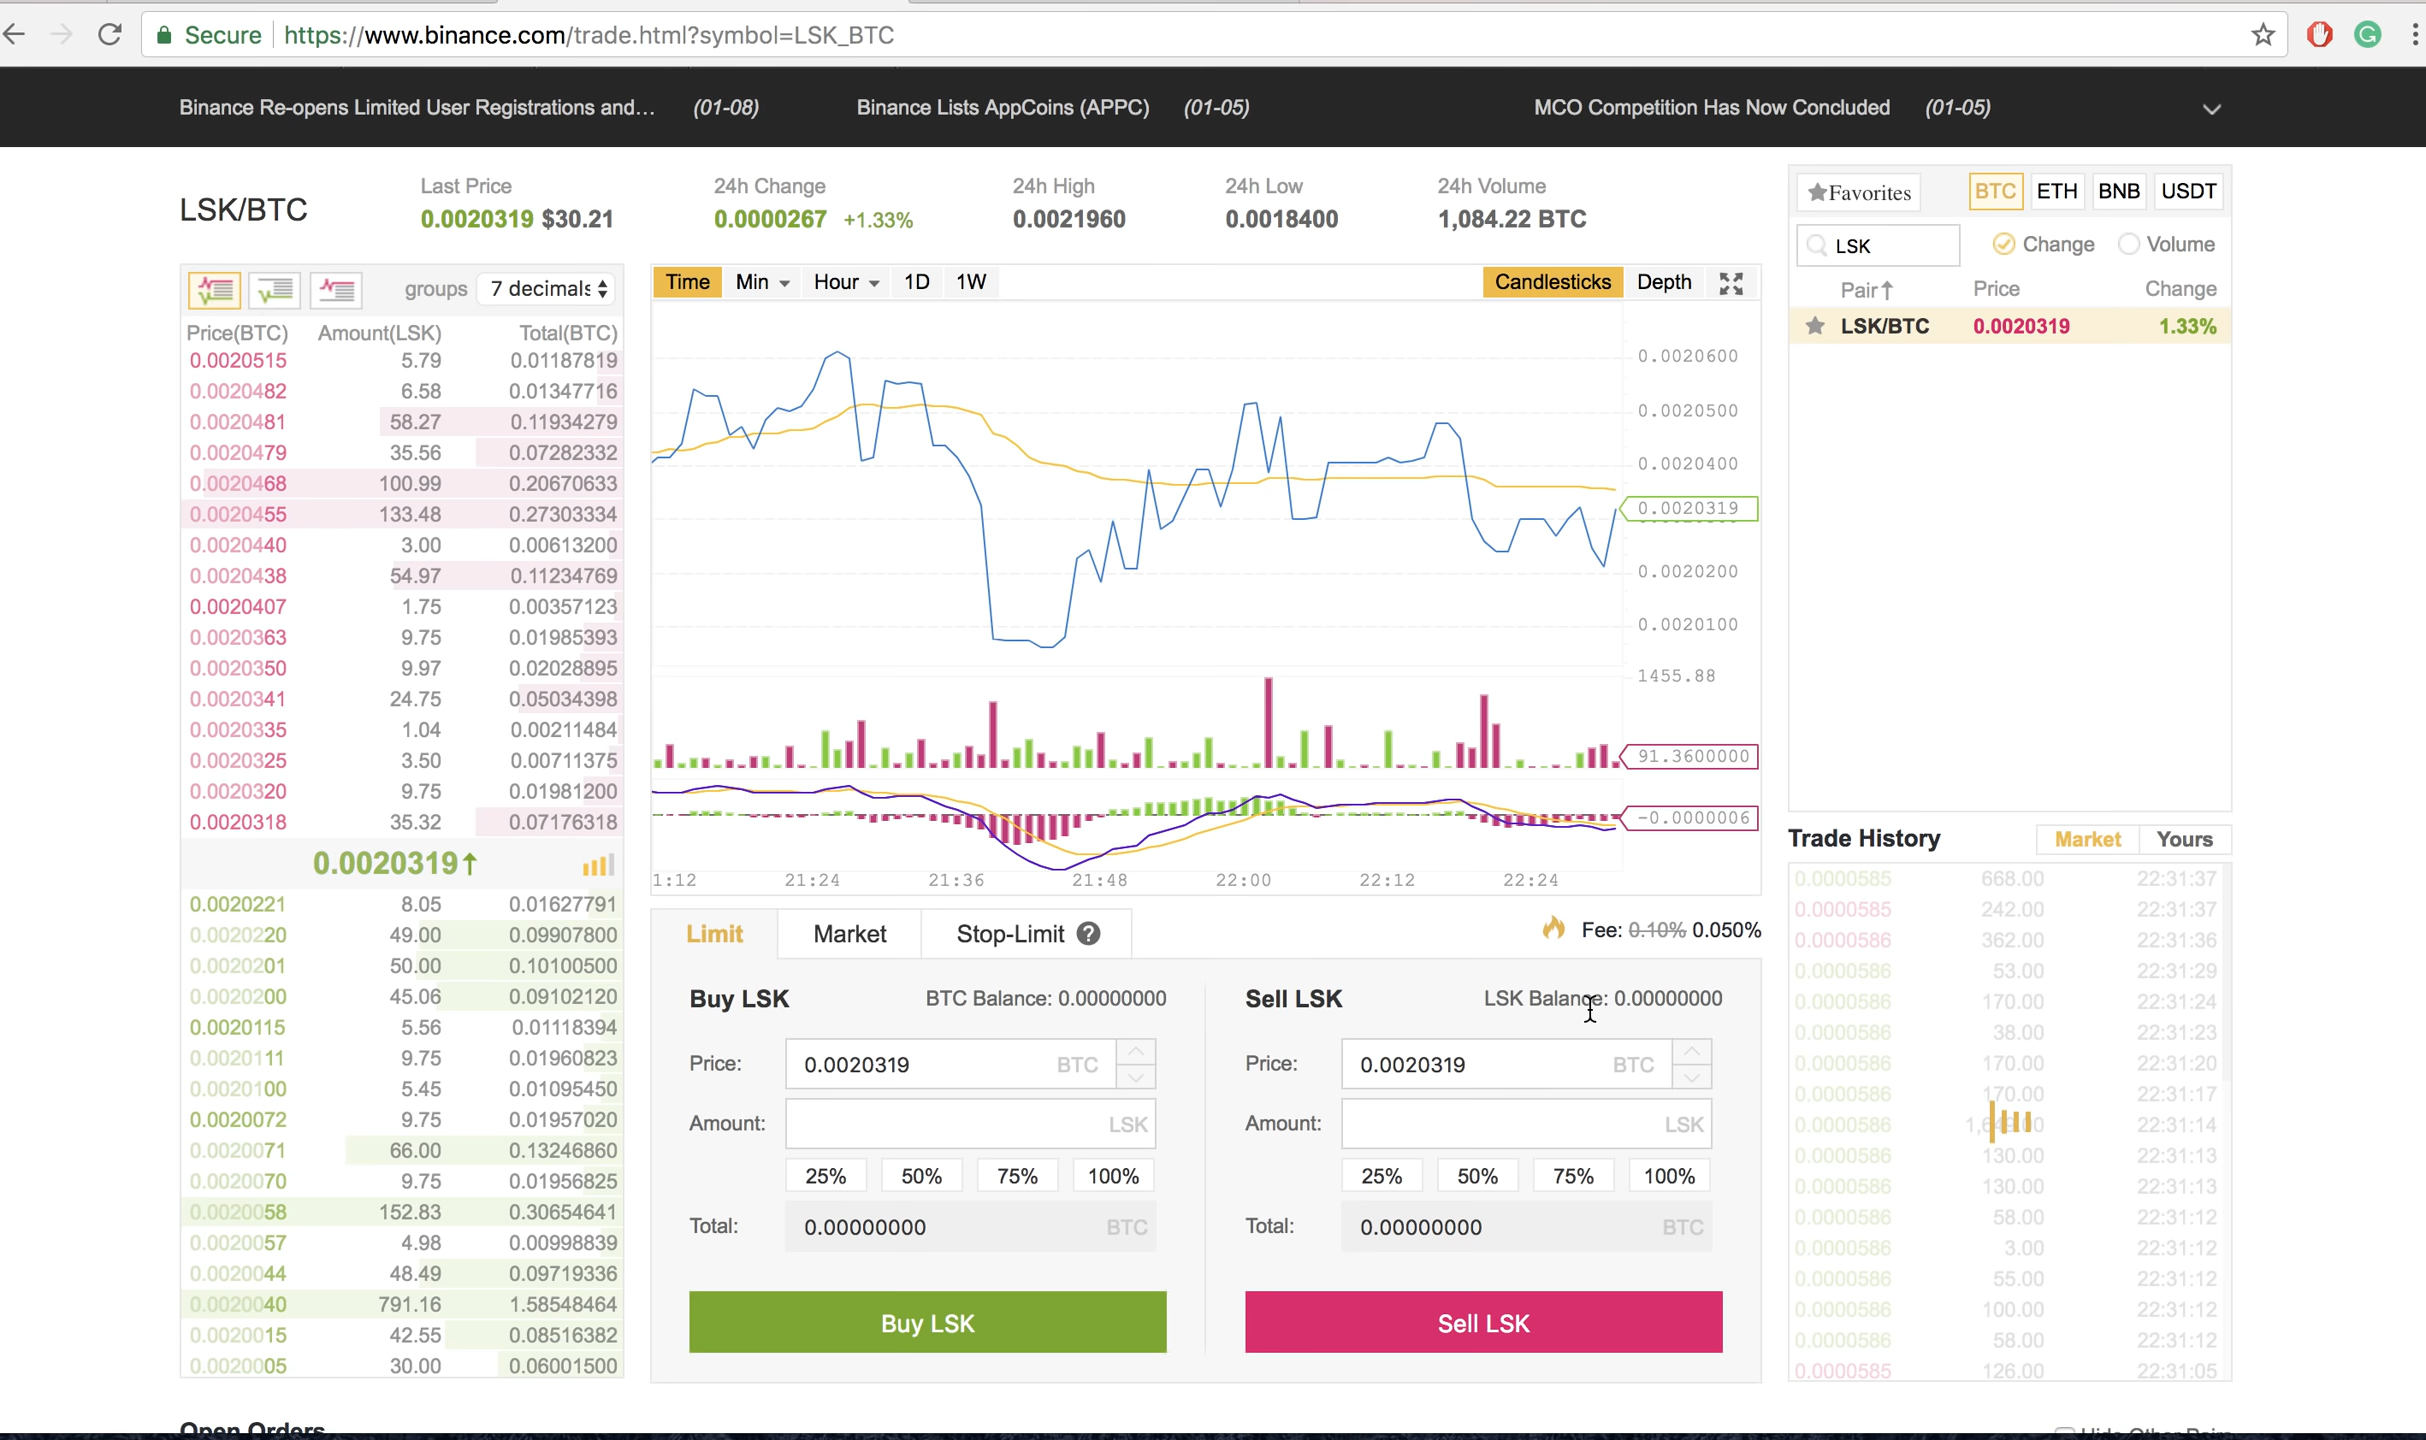 Secure https://www.binance.com/trade.html?symbol=LSK_BTC
Binance Re-opens Limited User Registrations and... (01-08) Binance Lists AppCoins (APPC) (01-05) MCO Competition Has Now Concluded (01-05)
LSK/BTC
Last Price 24h Change 24h High 24h Low 24h Volume
0.0020319 $30.21 0.0000267 +1.33% 0.0021960 0.0018400 1,084.22 BTC
groups 7 decimals
Price(BTC) Amount(LSK) Total(BTC)
0.0020515 5.79 0.01187819
0.0020482 6.58 0.01347716
0.0020481 58.27 0.11934279
0.0020479 35.56 0.07282332
0.0020468 100.99 0.20670633
0.0020455 133.48 0.27303334
0.0020440 3.00 0.00613200
0.0020438 54.97 0.11234769
0.0020407 1.75 0.00357123
0.0020363 9.75 0.01985393
0.0020350 9.97 0.02028895
0.0020341 24.75 0.05034398
0.0020335 1.04 0.00211484
0.0020325 3.50 0.00711375
0.0020320 9.75 0.01981200
0.0020318 35.32 0.07176318
0.0020319↑
0.0020221 8.05 0.01627791
0.0020220 49.00 0.09907800
0.0020201 50.00 0.10100500
0.0020200 45.06 0.09102120
0.0020115 5.56 0.01118394
0.0020111 9.75 0.01960823
0.0020100 5.45 0.01095450
0.0020072 9.75 0.01957020
0.0020071 66.00 0.13246860
0.0020070 9.75 0.01956825
0.0020058 152.83 0.30654641
0.0020057 4.98 0.00998839
0.0020044 48.49 0.09719336
0.0020040 791.16 1.58548464
0.0020015 42.55 0.08516382
0.0020005 30.00 0.06001500
Time Min Hour 1D 1W Candlesticks Depth
0.0020600
0.0020500
0.0020400
0.0020319
0.0020200
0.0020100
1455.88
91.3600000
-0.0000006
1:12 21:24 21:36 21:48 22:00 22:12 22:24
Limit Market Stop-Limit ? Fee: 0.10% 0.050%
Buy LSK BTC Balance: 0.00000000
Price: 0.0020319 BTC
Amount: LSK
25% 50% 75% 100%
Total: 0.00000000 BTC
Buy LSK
Sell LSK LSK Balance: 0.00000000
Price: 0.0020319 BTC
Amount: LSK
25% 50% 75% 100%
Total: 0.00000000 BTC
Sell LSK
★Favorites BTC ETH BNB USDT
LSK Change Volume
Pair↑ Price Change
LSK/BTC 0.0020319 1.33%
Trade History Market Yours
0.0000585 668.00 22:31:37
0.0000585 242.00 22:31:37
0.0000586 362.00 22:31:36
0.0000586 53.00 22:31:29
0.0000586 170.00 22:31:24
0.0000586 38.00 22:31:23
0.0000586 170.00 22:31:20
0.0000586 170.00 22:31:17
0.0000586 22:31:14
0.0000586 130.00 22:31:13
0.0000586 130.00 22:31:13
0.0000586 58.00 22:31:12
0.0000586 3.00 22:31:12
0.0000586 55.00 22:31:12
0.0000586 100.00 22:31:12
0.0000586 58.00 22:31:12
0.0000585 126.00 22:31:05
Open Orders
Hide Other Pairs